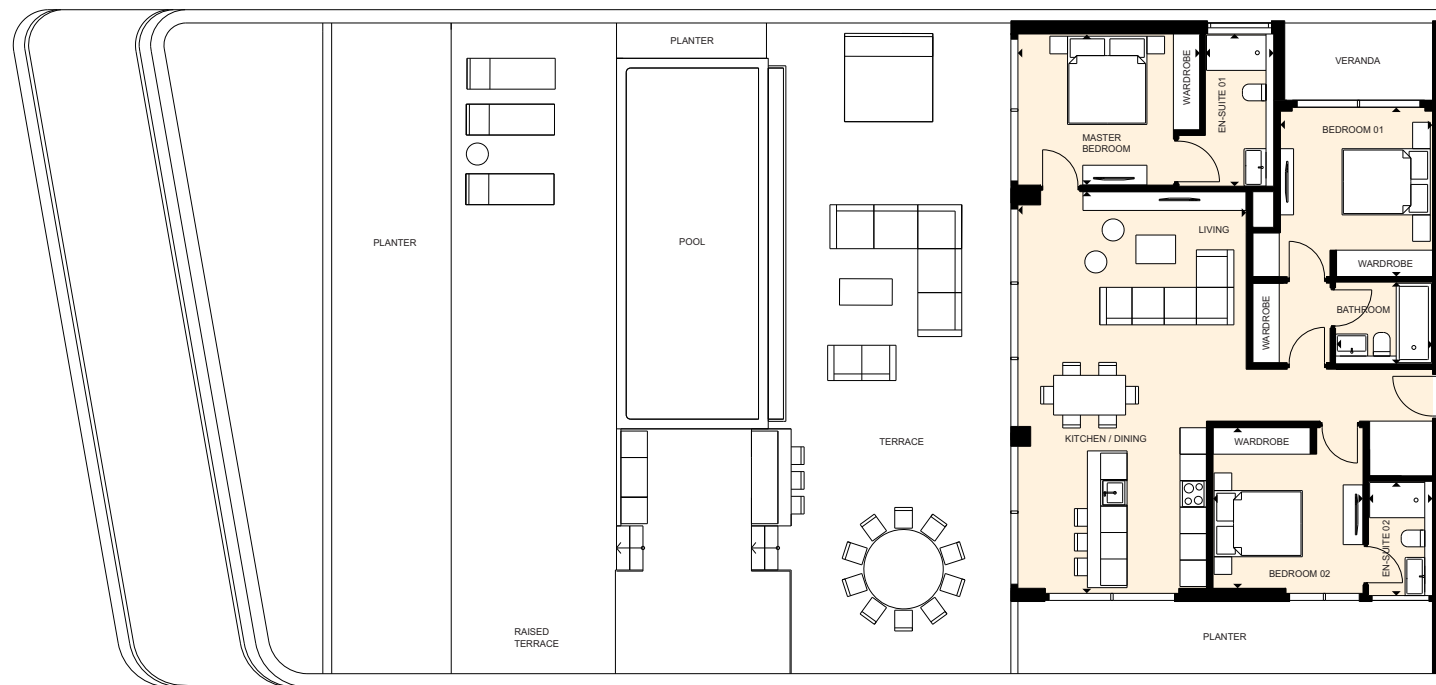 PLANTER
VERANDA
WARDROBE
EN-SUITE 01
BEDROOM 01
MASTER
BEDROOM
PLANTER
POOL
LIVING
WARDROBE
BATHROOM
WARDROBE
TERRACE
KITCHEN / DINING
WARDROBE
EN-SUITE 02
BEDROOM 02
RAISED
TERRACE
PLANTER